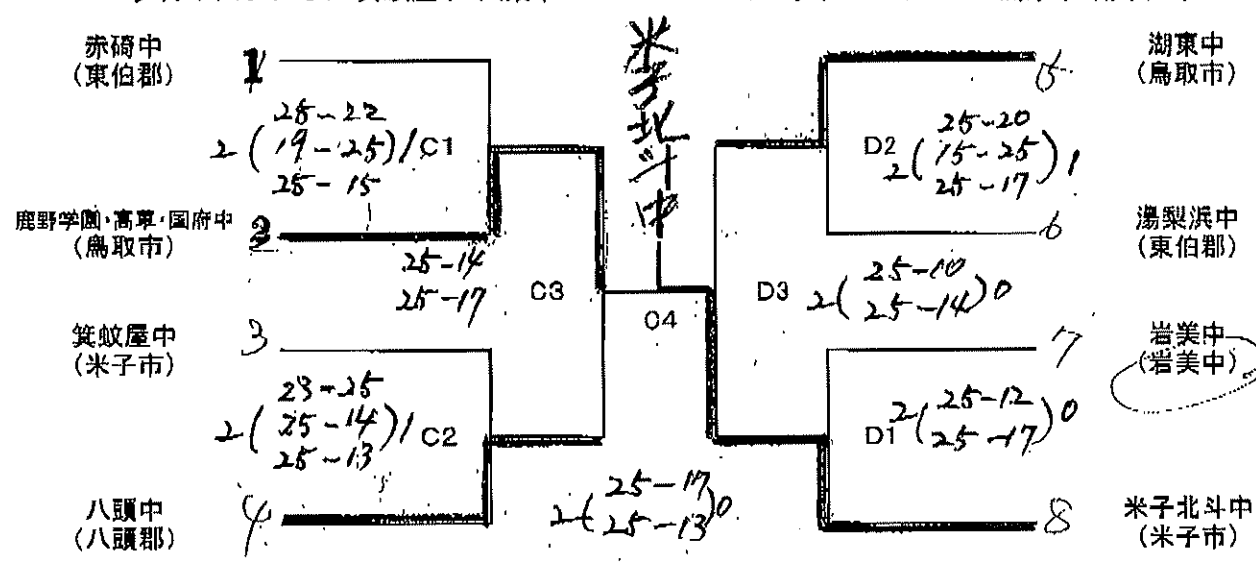 赤碕中
(東伯郡)
1
25-22
2(19-25)1 C1
25-15
鹿野学園・高草・国府中
(鳥取市)
2
25-14
25-17
C3
箕蚊屋中
(米子市)
3
23-25
2(25-14)1 C2
25-13
八頭中
(八頭郡)
4
米子北斗中
C4
2(25-17
25-13)0
湖東中
(鳥取市)
5
D2
25-20
2(15-25)1
25-17
湯梨浜中
(東伯郡)
6
D3
2(25-10
25-14)0
岩美中
(岩美中)
7
D1
2(25-12
25-17)0
米子北斗中
(米子市)
8